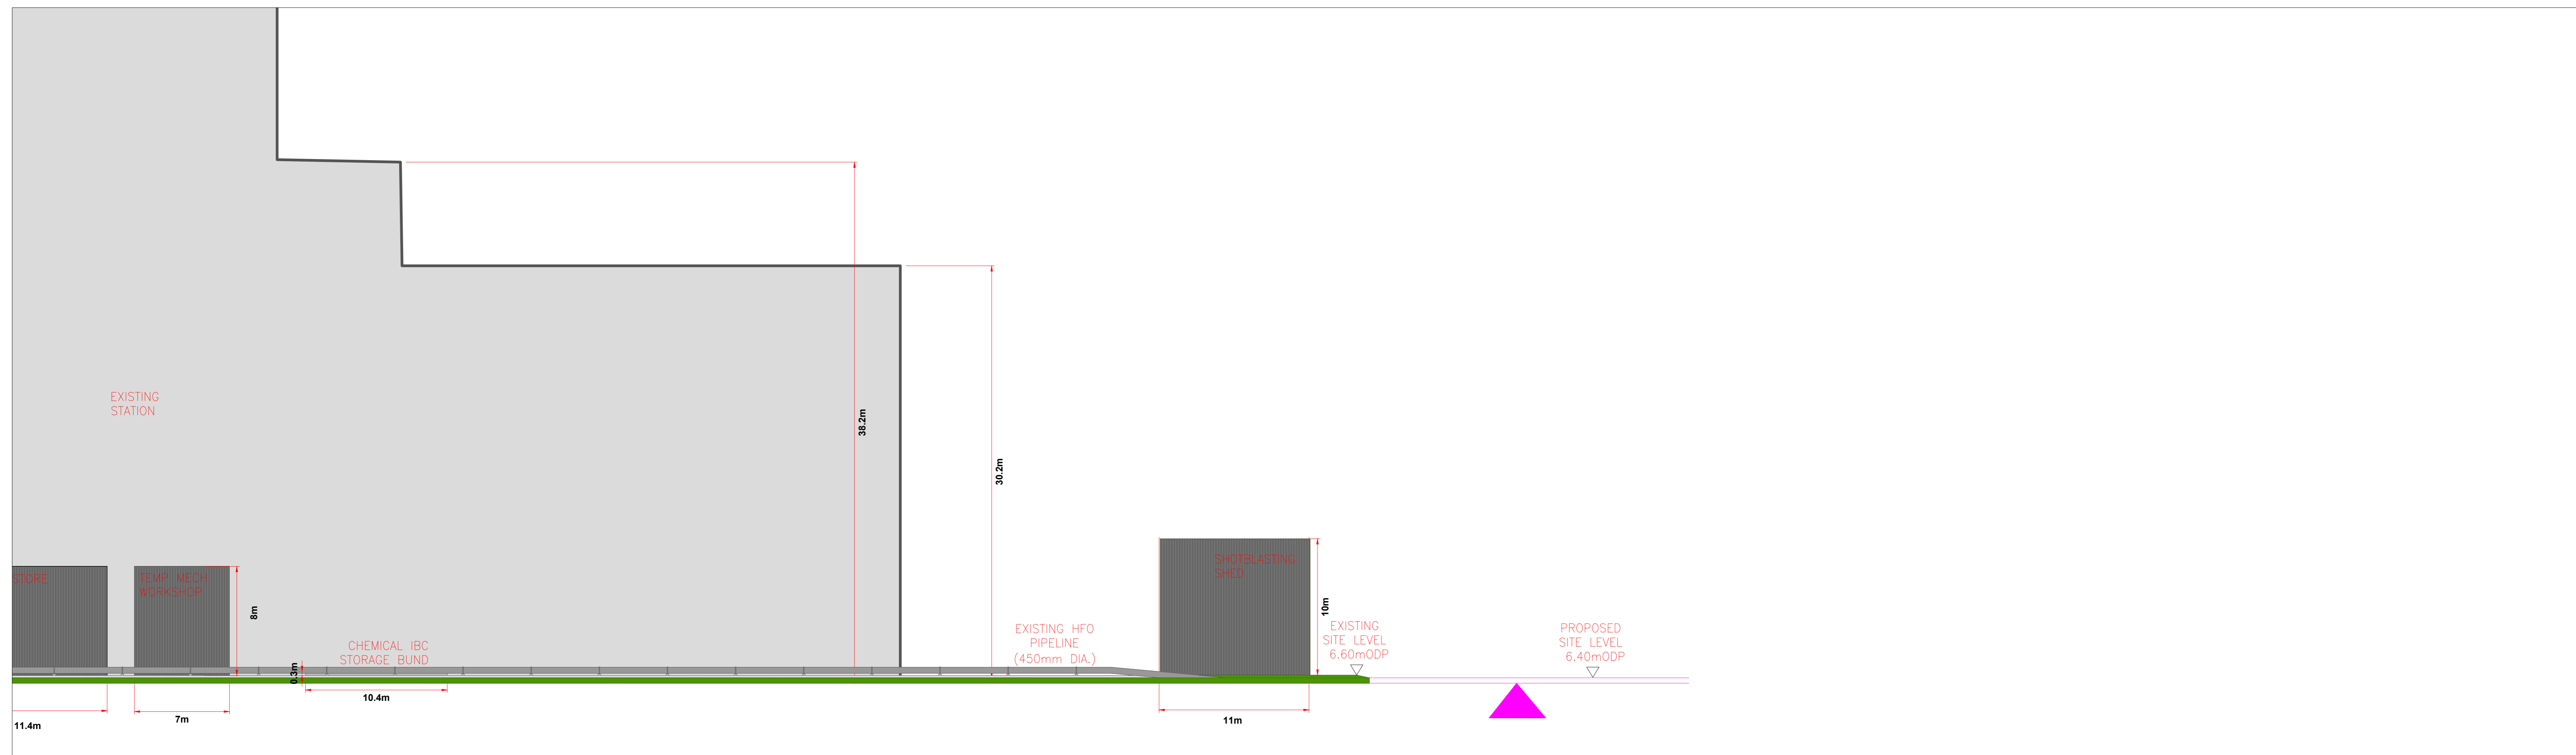 EXISTING
STATION
38.2m
30.2m
STORE
TEMP MECH
WORKSHOP
8m
CHEMICAL IBC
STORAGE BUND
0.3m
10.4m
11.4m
7m
EXISTING HFO
PIPELINE
(450mm DIA.)
SHOTBLASTING
SHED
10m
11m
EXISTING
SITE LEVEL
6.60mODP
PROPOSED
SITE LEVEL
6.40mODP